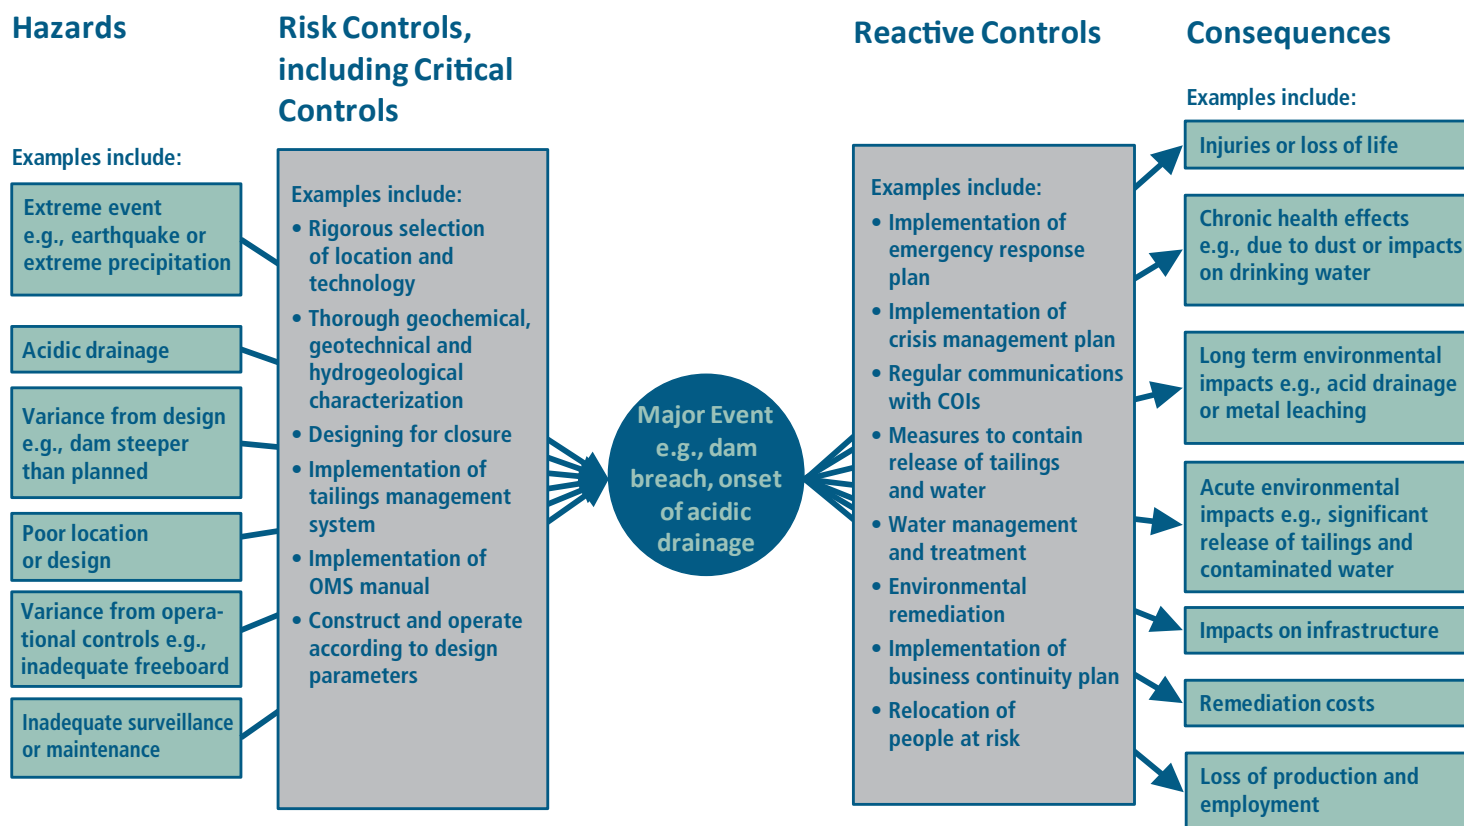 Hazards
Examples include:
Extreme event
e.g., earthquake or
extreme precipitation
Acidic drainage
Variance from design
e.g., dam steeper
than planned
Poor location
or design
Variance from opera-
tional controls e.g.,
inadequate freeboard
Inadequate surveillance
or maintenance
Risk Controls,
including Critical
Controls
Examples include:
• Rigorous selection
of location and
technology
• Thorough geochemical,
geotechnical and
hydrogeological
characterization
• Designing for closure
• Implementation of
tailings management
system
• Implementation of
OMS manual
• Construct and operate
according to design
parameters
Major Event
e.g., dam
breach, onset
of acidic
drainage
Reactive Controls
Examples include:
• Implementation of
emergency response
plan
• Implementation of
crisis management plan
• Regular communications
with COIs
• Measures to contain
release of tailings
and water
• Water management
and treatment
• Environmental
remediation
• Implementation of
business continuity plan
• Relocation of
people at risk
Consequences
Examples include:
Injuries or loss of life
Chronic health effects
e.g., due to dust or impacts
on drinking water
Long term environmental
impacts e.g., acid drainage
or metal leaching
Acute environmental
impacts e.g., significant
release of tailings and
contaminated water
Impacts on infrastructure
Remediation costs
Loss of production and
employment